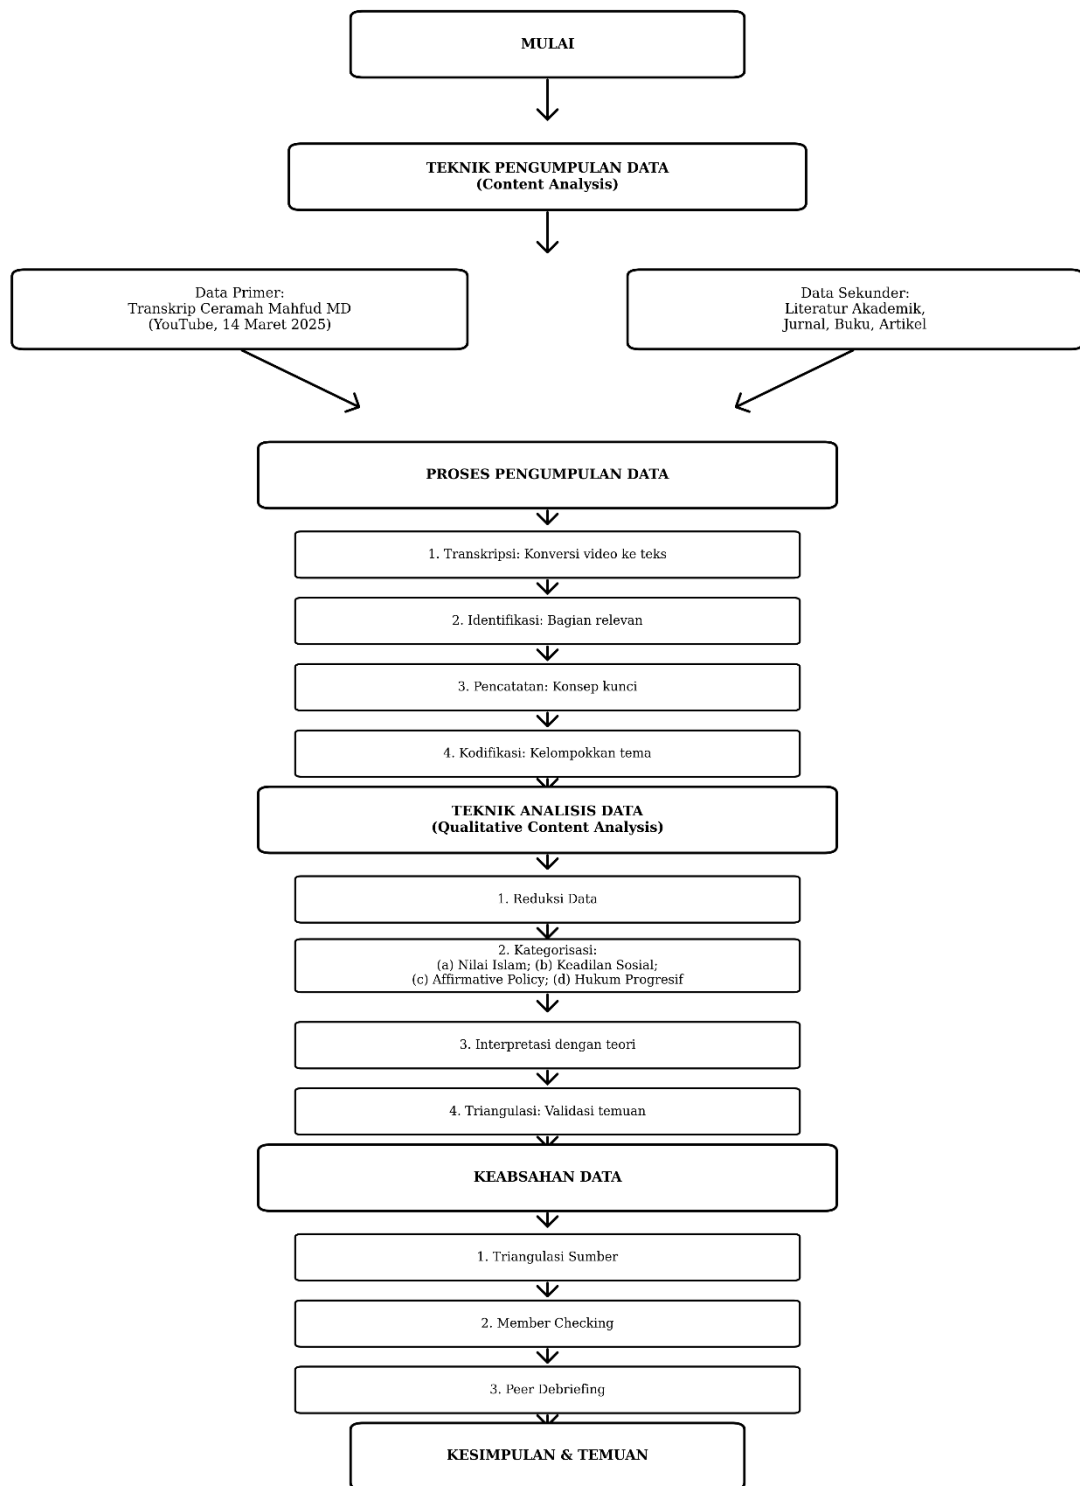 MULAI
TEKNIK PENGUMPULAN DATA
(Content Analysis)
Data Primer:
Transkrip Ceramah Mahfud MD
(YouTube, 14 Maret 2025)
Data Sekunder:
Literatur Akademik,
Jurnal, Buku, Artikel
PROSES PENGUMPULAN DATA
1. Transkripsi: Konversi video ke teks
2. Identifikasi: Bagian relevan
3. Pencatatan: Konsep kunci
4. Kodifikasi: Kelompokkan tema
TEKNIK ANALISIS DATA
(Qualitative Content Analysis)
1. Reduksi Data
2. Kategorisasi:
(a) Nilai Islam; (b) Keadilan Sosial;
(c) Affirmative Policy; (d) Hukum Progresif
3. Interpretasi dengan teori
4. Triangulasi: Validasi temuan
KEABSAHAN DATA
1. Triangulasi Sumber
2. Member Checking
3. Peer Debriefing
KESIMPULAN & TEMUAN